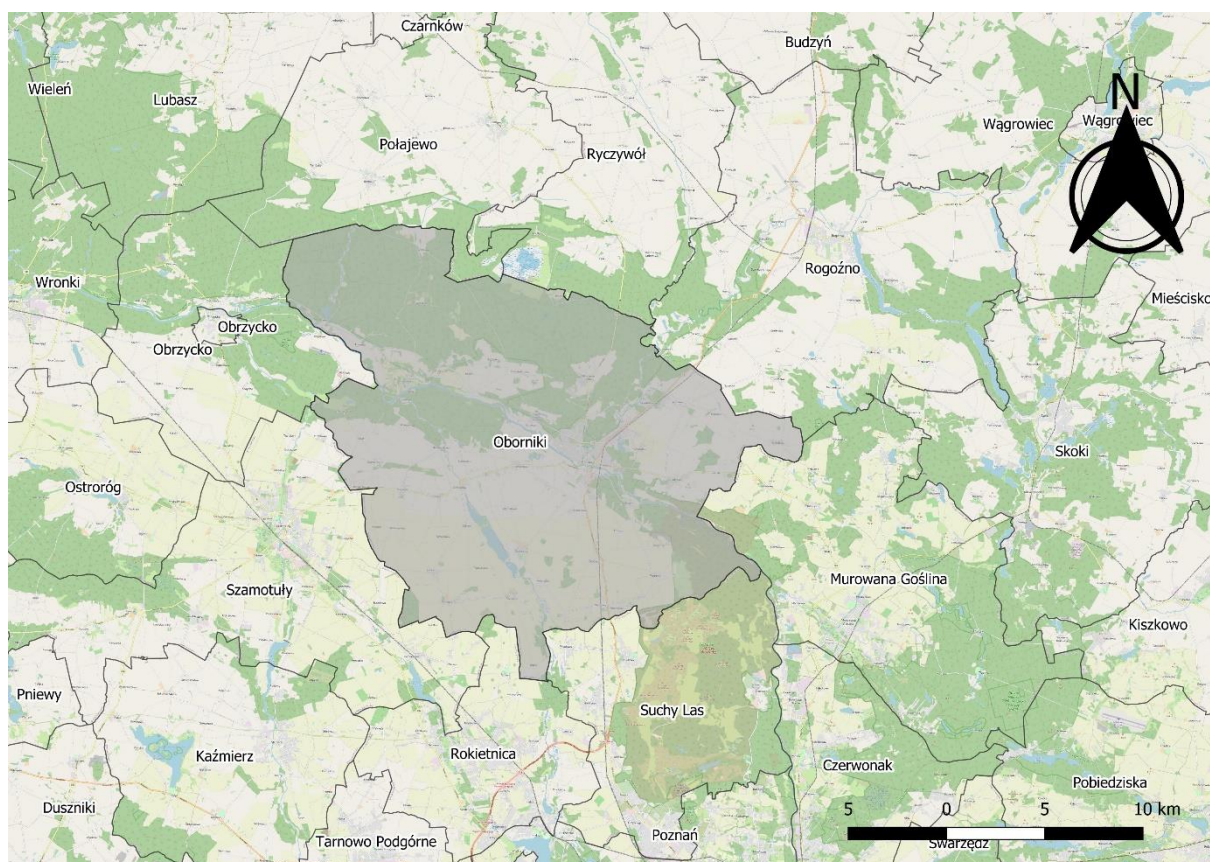 Czarnków
Budzyń
Wieleń
Lubasz
N
Wągrowiec
Wągrowiec
Połajewo
Ryczywół
Rogoźno
Wronki
Mieścisko
Obrzycko
Obrzycko
Oborniki
Skoki
Ostroróg
Szamotuły
Murowana Goślina
Kiszkowo
Pniewy
Suchy Las
Kaźmierz
Rokietnica
Czerwonak
Pobiedziska
Duszniki
5 0 5 10 km
Tarnowo Podgórne
Poznań
Swarzędz